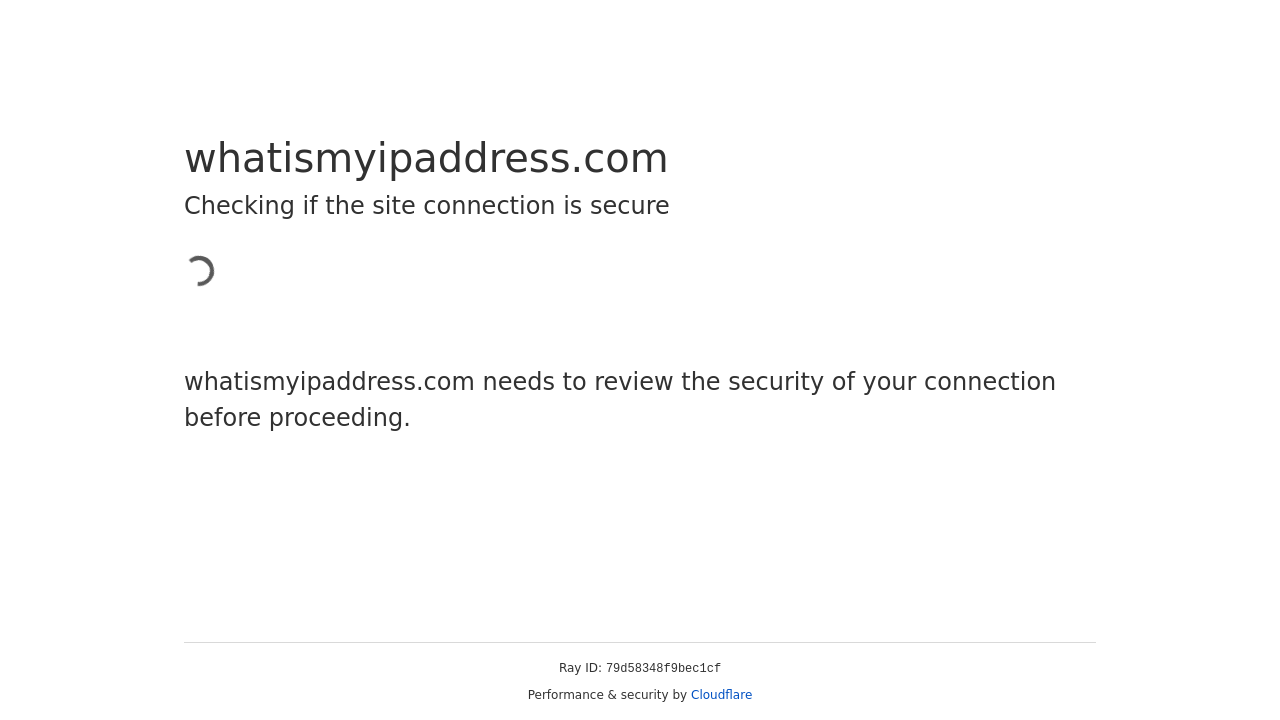 whatismyipaddress.com
Checking if the site connection is secure
whatismyipaddress.com needs to review the security of your connection
before proceeding.
Ray ID: 79d58348f9bec1cf
Performance & security by Cloudflare